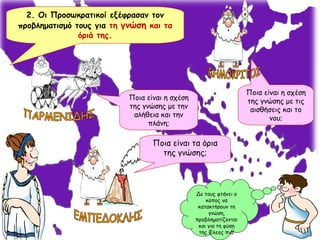 2. Οι Προσωκρατικοί εξέφρασαν τον
προβληματισμό τους για τη γνώση και τα
όριά της.
ΔΗΜΟΚΡΙΤΟΣ
Ποια είναι η σχέση
της γνώσης με την
αλήθεια και την
πλάνη;
Ποια είναι η σχέση
της γνώσης με τις
αισθήσεις και το
νου;
ΠΑΡΜΕΝΙΔΗΣ
Ποια είναι τα όρια
της γνώσης;
ΕΜΠΕΔΟΚΛΗΣ
Δε τους φτάνει ο
κόπος να
κατακτήσουν τη
γνώση,
προβληματίζονται
και για τη φύση
της. Έλεος πια!